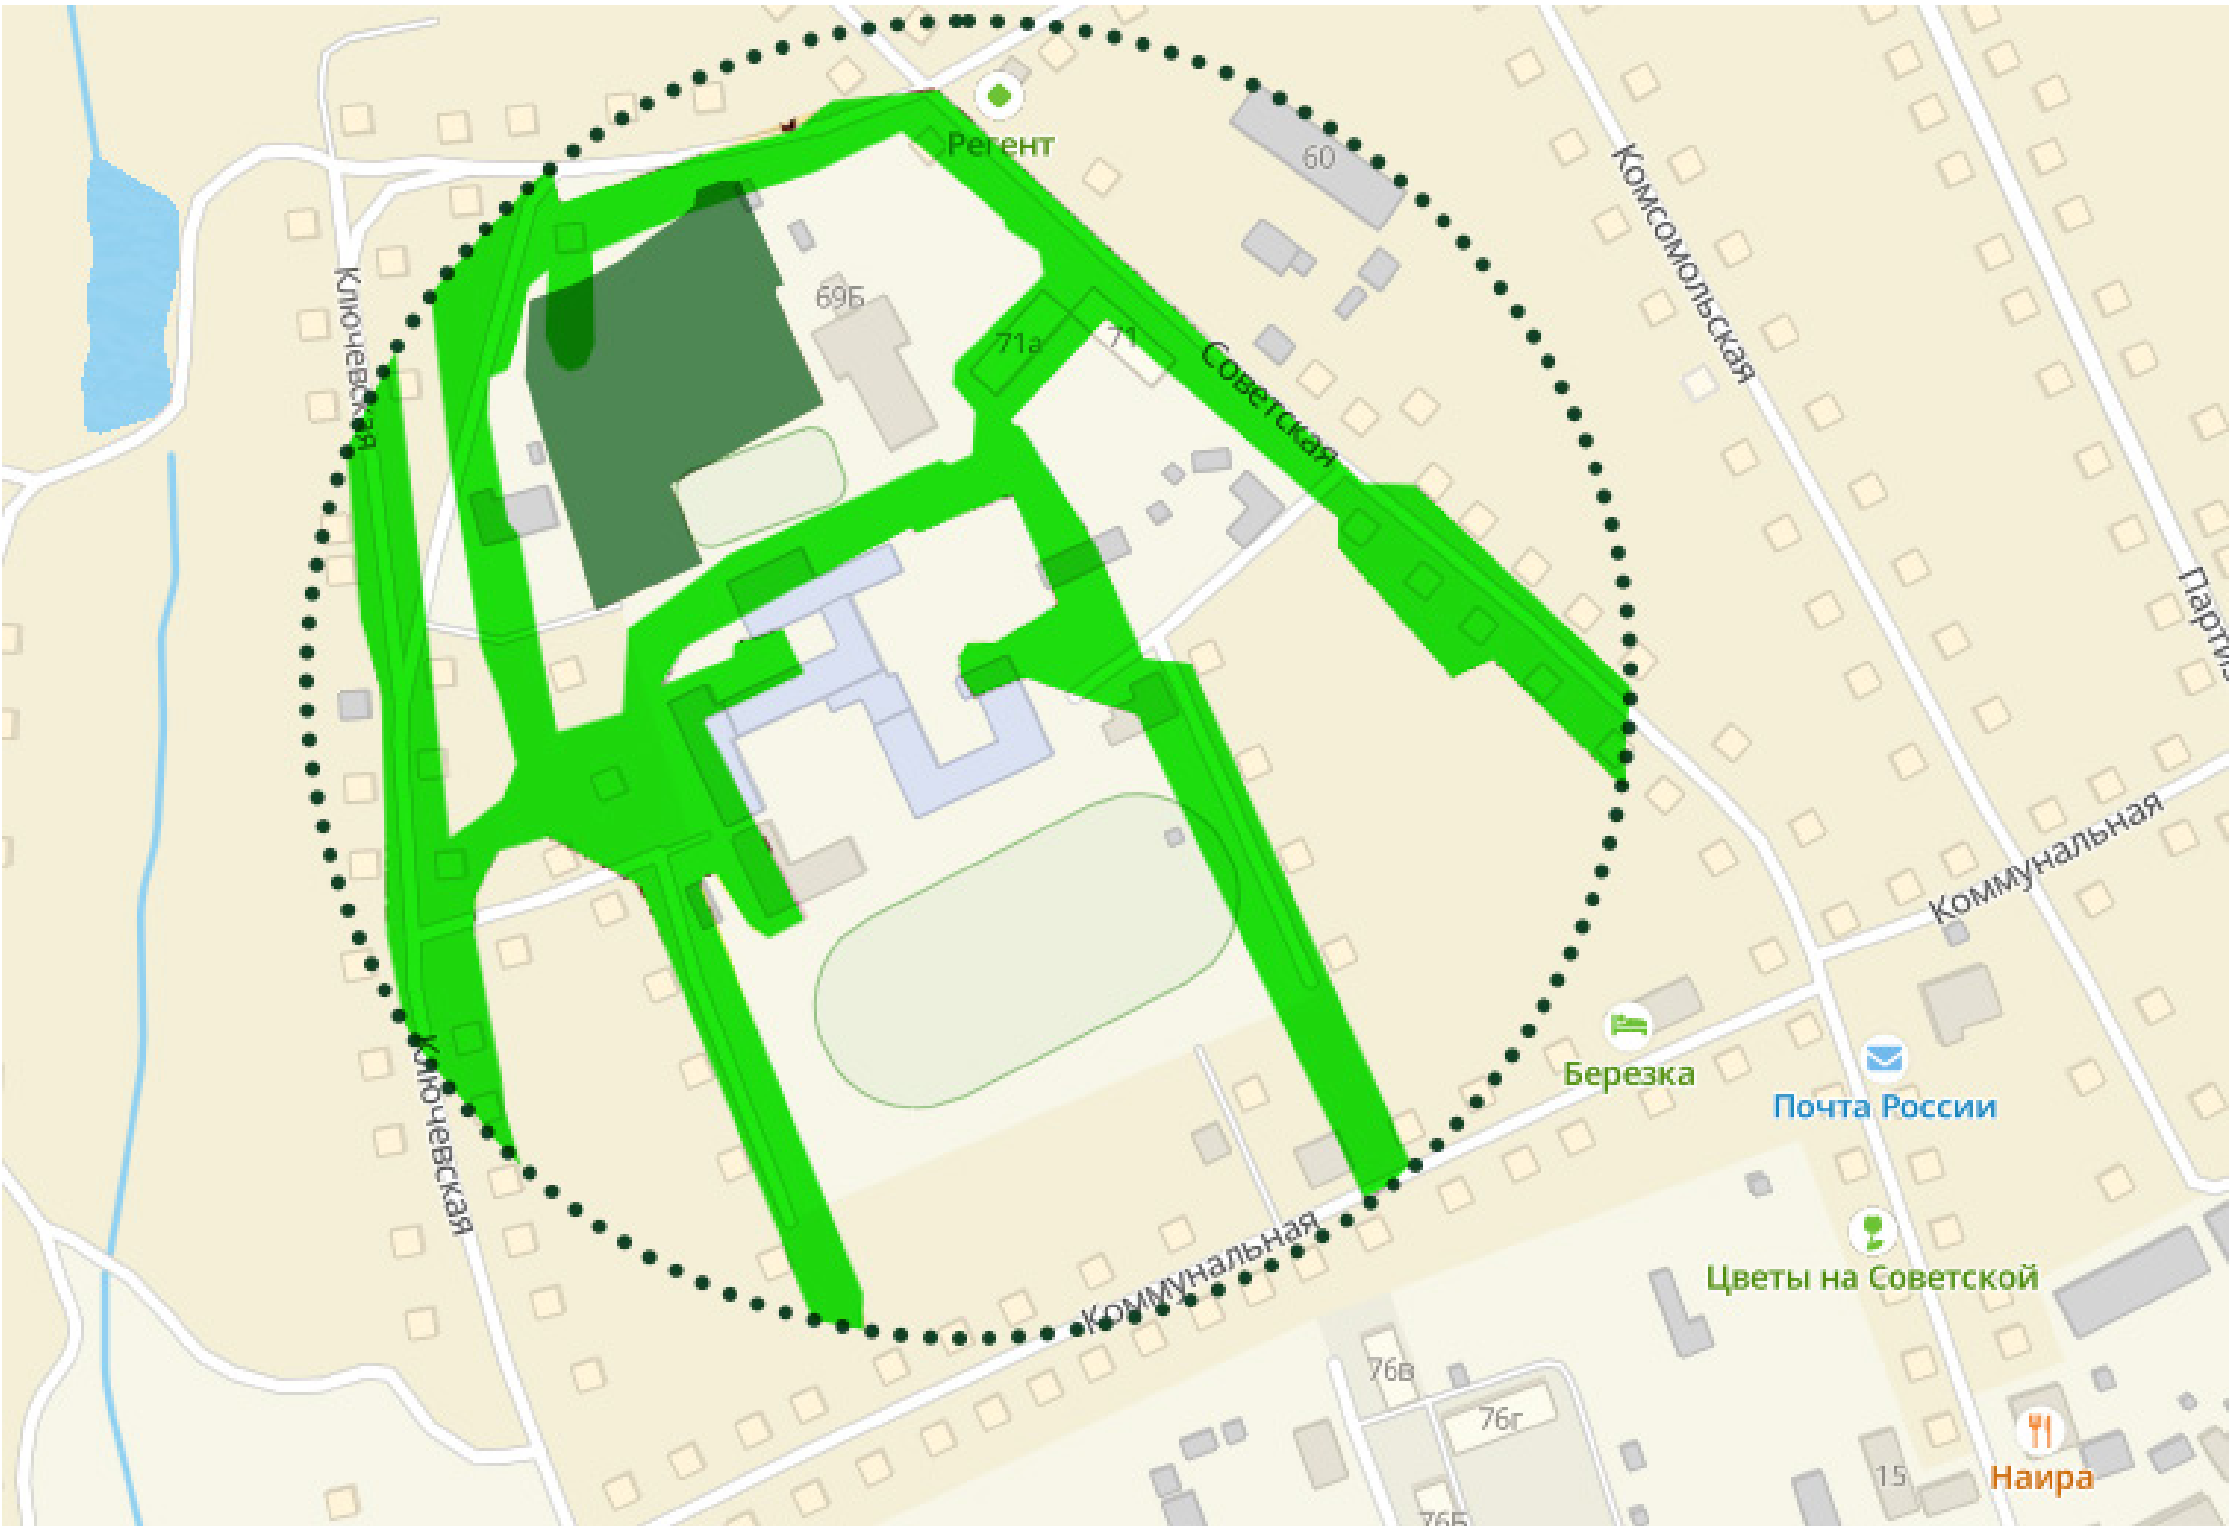 Регент
60
Комсомольская
Ключевская
69Б
71а
71
Советская
Коммунальная
Березка
Почта России
Ключевская
Коммунальная
Цветы на Советской
76в
76г
15
Наира
76Б